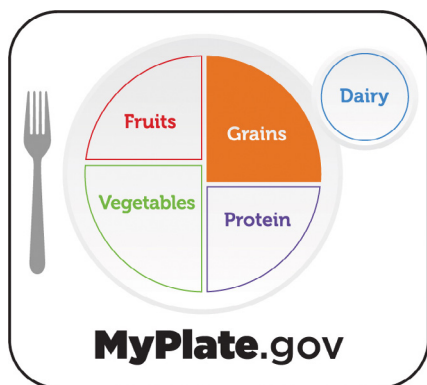 Dairy
Fruits
Grains
Vegetables
Protein
MyPlate.gov